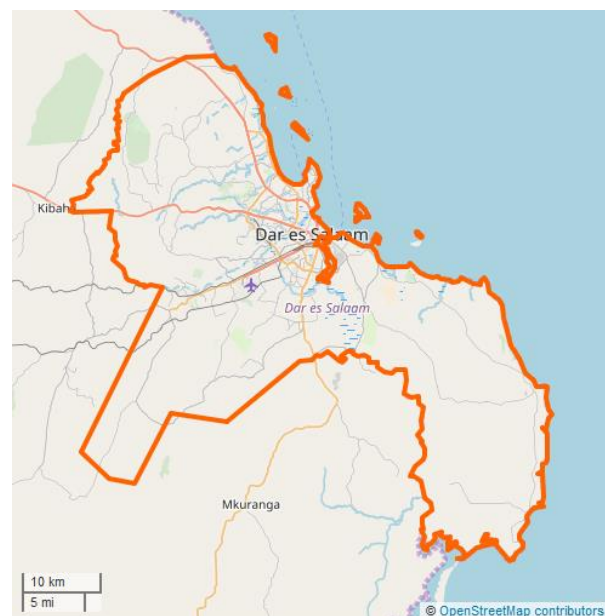 Kibaha
Dar es Salaam
Dar es Salaam
Mkuranga
10 km
5 mi
© OpenStreetMap contributors